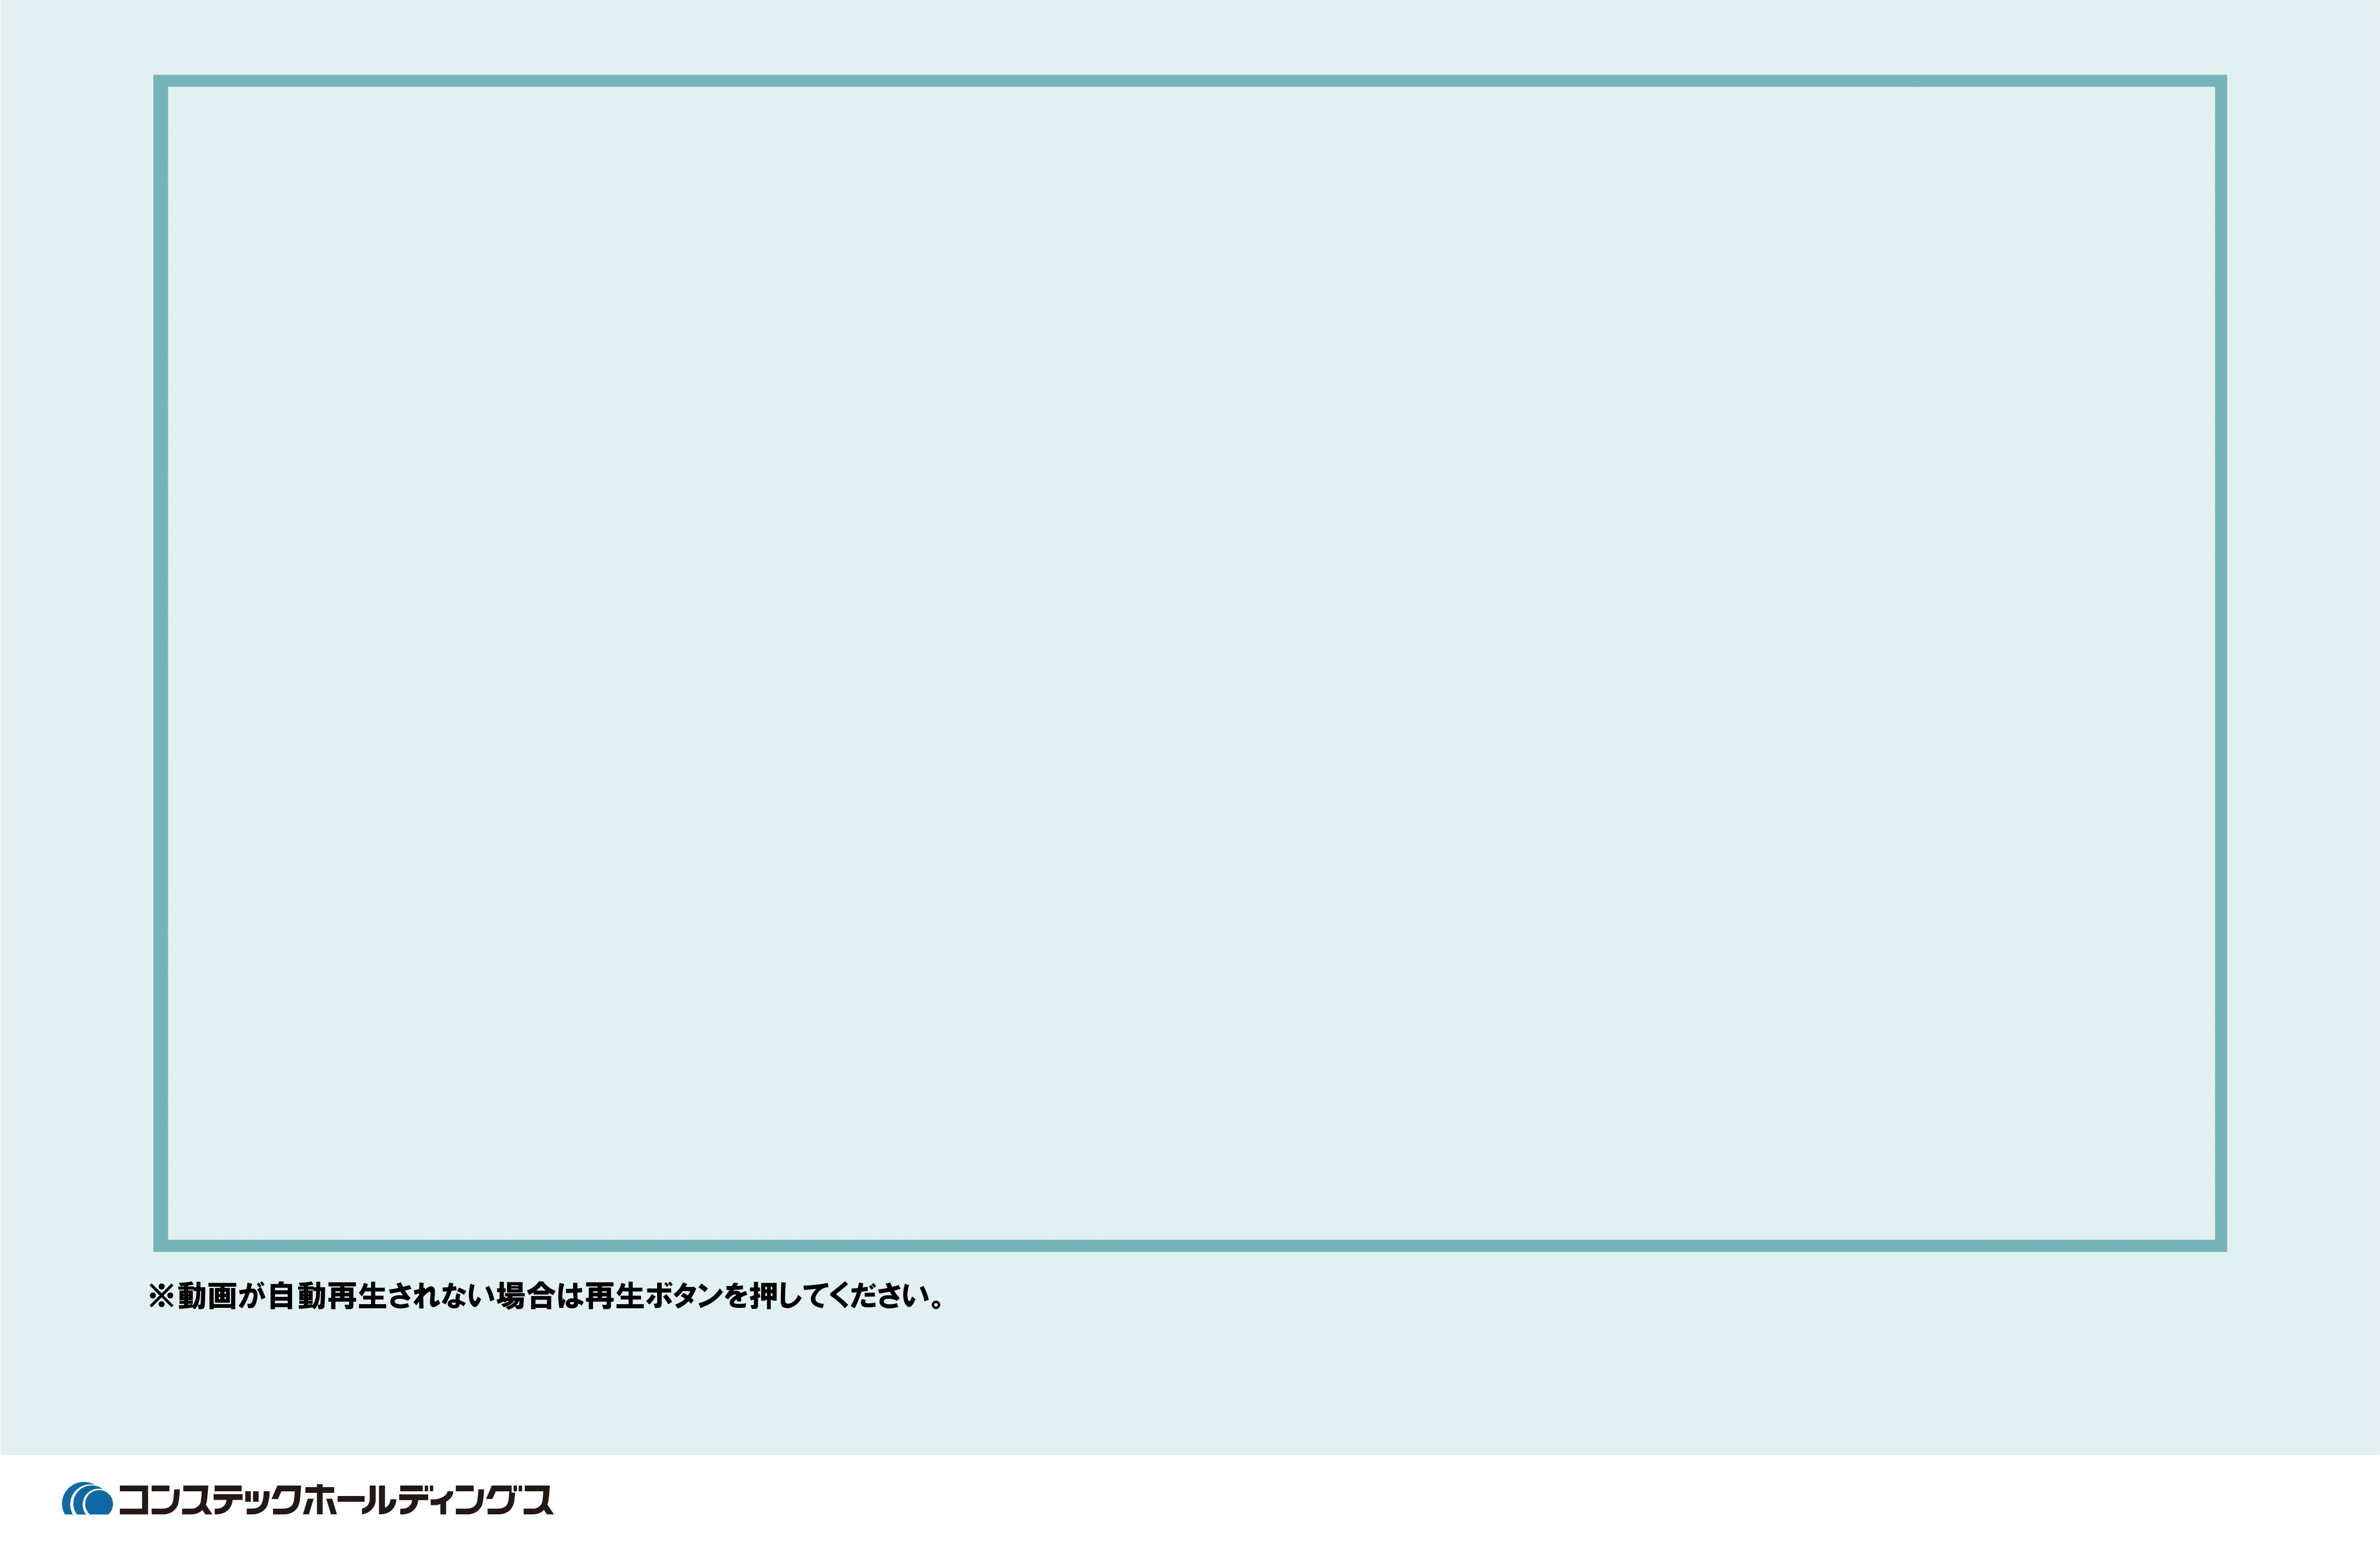 ※動画が自動再生されない場合は再生ボタンを押してください。
コンステックホールディングス